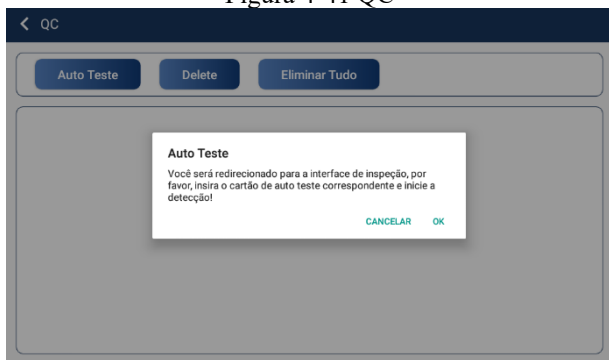 Figura 4-41 QC
QC
Auto Teste Delete Eliminar Tudo
Auto Teste
Você será redirecionado para a interface de inspeção, por
favor, insira o cartão de auto teste correspondente e inicie a
detecção!
CANCELAR OK